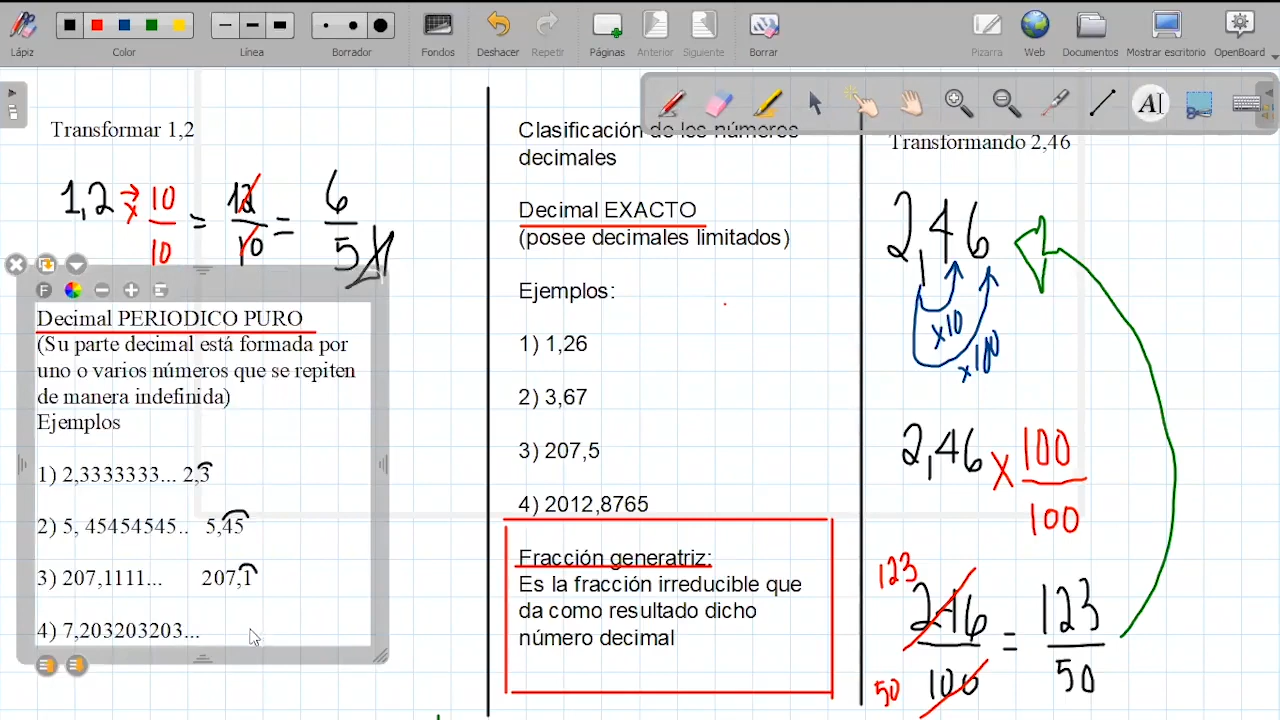 Lápiz Color Línea Borrador Fondos Deshacer Repetir Páginas Anterior Siguiente Borrar Pizarra Web Documentos Mostrar escritorio OpenBoard
Transformar 1,2
1,2 x 10/10 = 12/10 = 6/5
Decimal PERIODICO PURO
(Su parte decimal está formada por
uno o varios números que se repiten
de manera indefinida)
Ejemplos
1) 2,3333333... 2,3
2) 5, 45454545.. 5,45
3) 207,1111... 207,1
4) 7,203203203...
Clasificación de los números
decimales
Decimal EXACTO
(posee decimales limitados)
Ejemplos:
1) 1,26
2) 3,67
3) 207,5
4) 2012,8765
Fracción generatriz:
Es la fracción irreducible que
da como resultado dicho
número decimal
Transformando 2,46
2,46
x10
x100
2,46 x 100/100
123
246/100 = 123/50
50